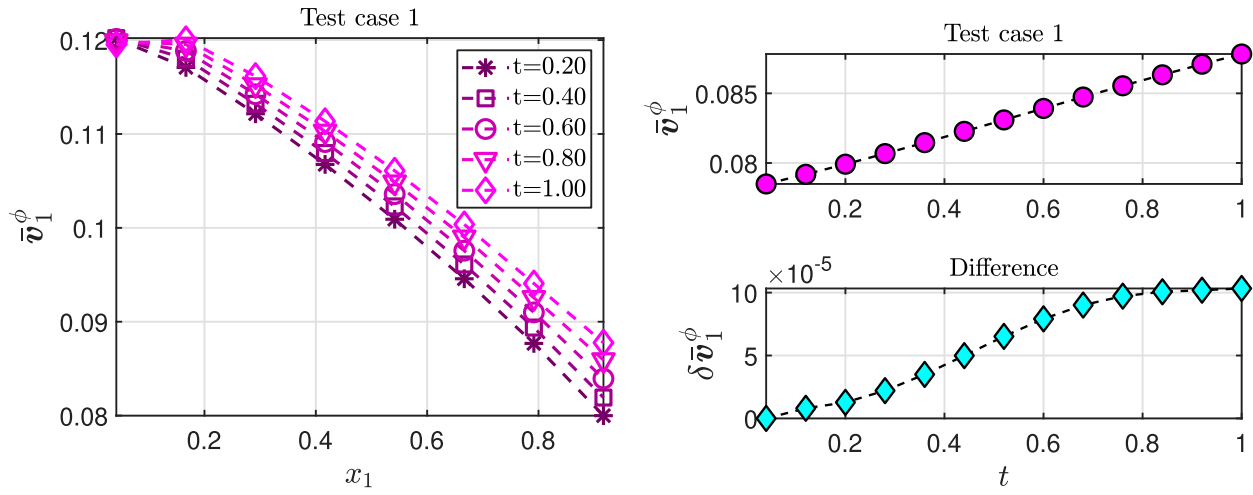 Test case 1
0.12
0.11
0.1
0.09
0.08
v̄₁^ϕ
0.2
0.4
0.6
0.8
x₁
t=0.20
t=0.40
t=0.60
t=0.80
t=1.00
Test case 1
0.085
0.08
v̄₁^ϕ
0.2
0.4
0.6
0.8
1
×10⁻⁵
Difference
10
5
0
δv̄₁^ϕ
0.2
0.4
0.6
0.8
1
t